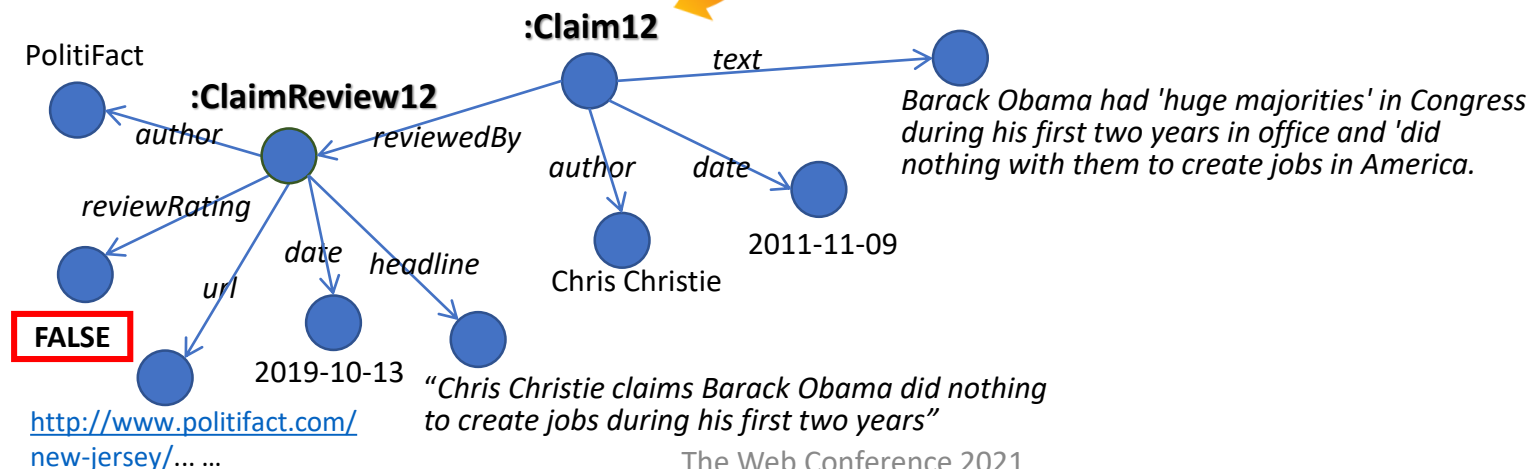 :Claim12
PolitiFact
text
:ClaimReview12
Barack Obama had 'huge majorities' in Congress
during his first two years in office and 'did
nothing with them to create jobs in America.
author
reviewedBy
author
date
reviewRating
2011-11-09
date
headline
Chris Christie
url
FALSE
2019-10-13
“Chris Christie claims Barack Obama did nothing
to create jobs during his first two years”
http://www.politifact.com/
new-jersey/... ...
The Web Conference 2021